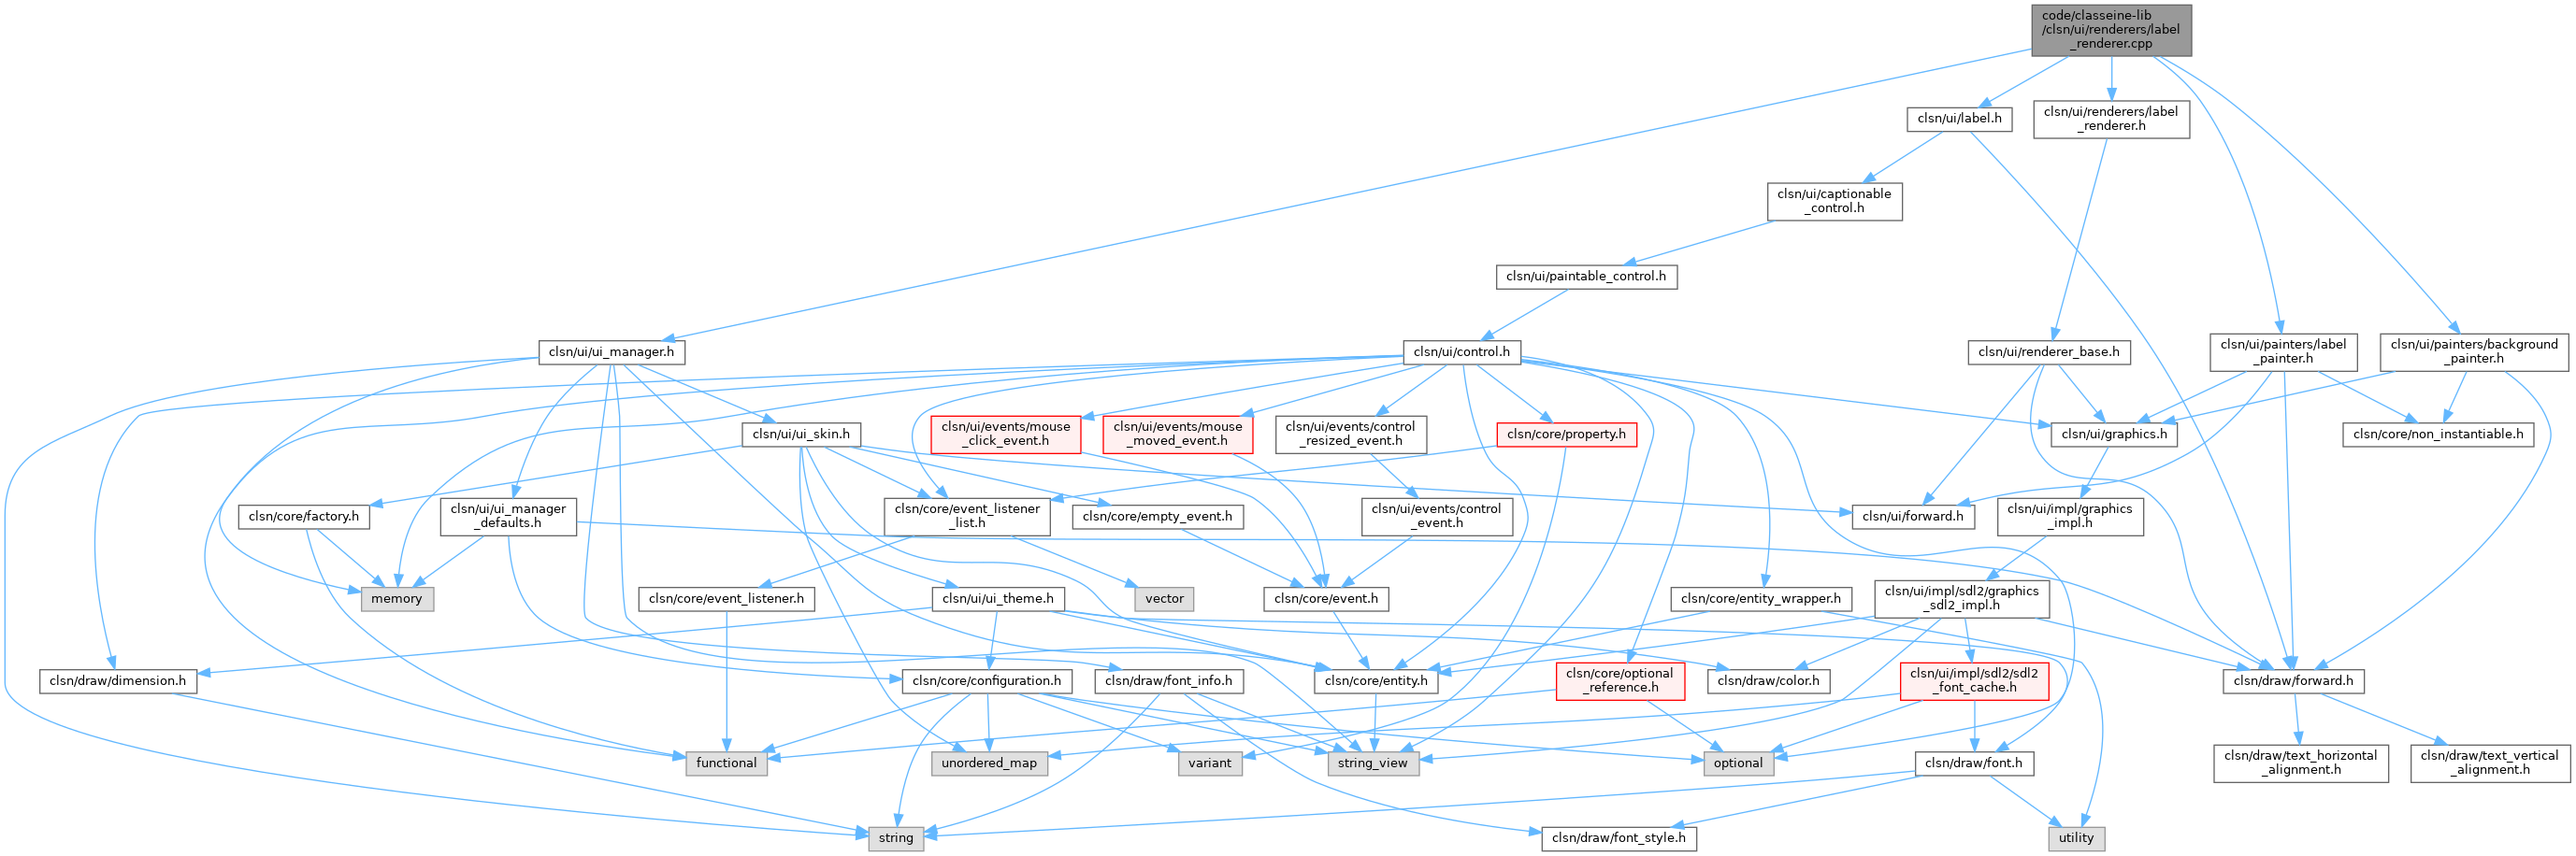 code/classeine-lib
/clsn/ui/renderers/label
_renderer.cpp
clsn/ui/label.h
clsn/ui/renderers/label
_renderer.h
clsn/ui/captionable
_control.h
clsn/ui/paintable_control.h
clsn/ui/ui_manager.h
clsn/ui/control.h
clsn/ui/renderer_base.h
clsn/ui/painters/label
_painter.h
clsn/ui/painters/background
_painter.h
clsn/ui/ui_skin.h
clsn/ui/events/mouse
_click_event.h
clsn/ui/events/mouse
_moved_event.h
clsn/ui/events/control
_resized_event.h
clsn/core/property.h
clsn/ui/graphics.h
clsn/core/non_instantiable.h
clsn/core/factory.h
clsn/ui/ui_manager
_defaults.h
clsn/core/event_listener
_list.h
clsn/core/empty_event.h
clsn/ui/events/control
_event.h
clsn/ui/forward.h
clsn/ui/impl/graphics
_impl.h
memory
clsn/core/event_listener.h
clsn/ui/ui_theme.h
vector
clsn/core/event.h
clsn/core/entity_wrapper.h
clsn/ui/impl/sdl2/graphics
_sdl2_impl.h
clsn/draw/dimension.h
clsn/core/configuration.h
clsn/draw/font_info.h
clsn/core/entity.h
clsn/core/optional
_reference.h
clsn/draw/color.h
clsn/ui/impl/sdl2/sdl2
_font_cache.h
clsn/draw/forward.h
functional
unordered_map
variant
string_view
optional
clsn/draw/font.h
clsn/draw/text_horizontal
_alignment.h
clsn/draw/text_vertical
_alignment.h
string
clsn/draw/font_style.h
utility